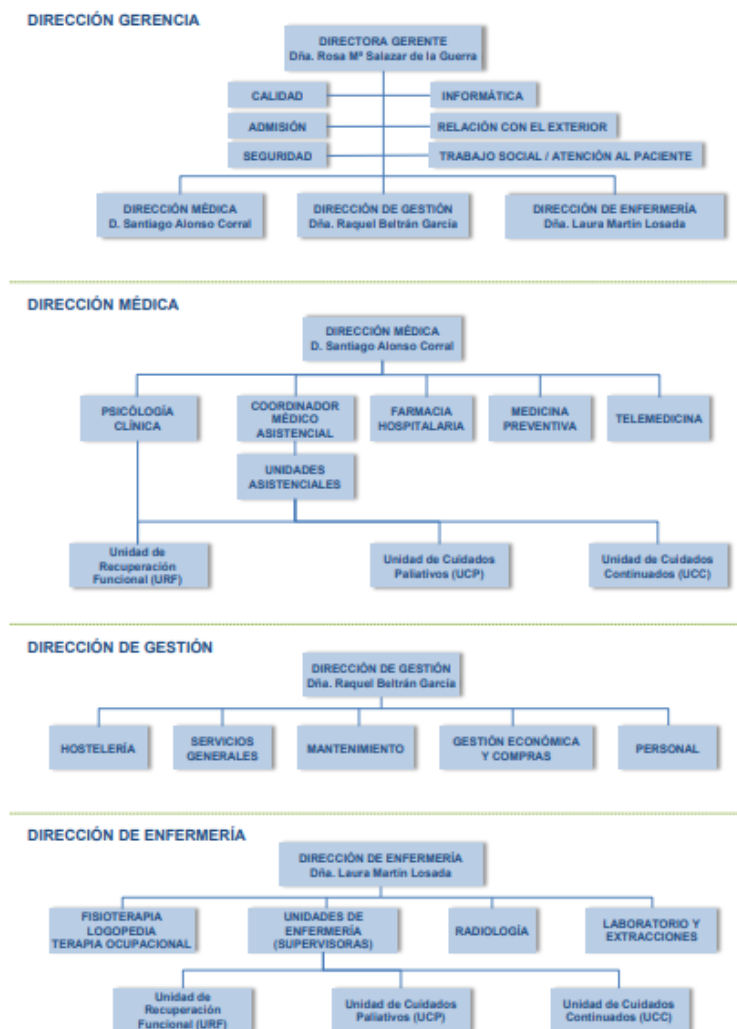 DIRECCIÓN GERENCIA
DIRECTORA GERENTE
Dña. Rosa Mª Salazar de la Guerra
CALIDAD
INFORMÁTICA
ADMISIÓN
RELACIÓN CON EL EXTERIOR
SEGURIDAD
TRABAJO SOCIAL / ATENCIÓN AL PACIENTE
DIRECCIÓN MÉDICA
D. Santiago Alonso Corral
DIRECCIÓN DE GESTIÓN
Dña. Raquel Beltrán García
DIRECCIÓN DE ENFERMERÍA
Dña. Laura Martín Losada
DIRECCIÓN MÉDICA
DIRECCIÓN MÉDICA
D. Santiago Alonso Corral
PSICÓLOGÍA
CLÍNICA
COORDINADOR
MÉDICO
ASISTENCIAL
FARMACIA
HOSPITALARIA
MEDICINA
PREVENTIVA
TELEMEDICINA
UNIDADES
ASISTENCIALES
Unidad de
Recuperación
Funcional (URF)
Unidad de Cuidados
Paliativos (UCP)
Unidad de Cuidados
Continuados (UCC)
DIRECCIÓN DE GESTIÓN
DIRECCIÓN DE GESTIÓN
Dña. Raquel Beltrán García
HOSTELERÍA
SERVICIOS
GENERALES
MANTENIMIENTO
GESTIÓN ECONÓMICA
Y COMPRAS
PERSONAL
DIRECCIÓN DE ENFERMERÍA
DIRECCIÓN DE ENFERMERÍA
Dña. Laura Martín Losada
FISIOTERAPIA
LOGOPEDIA
TERAPIA OCUPACIONAL
UNIDADES DE
ENFERMERÍA
(SUPERVISORAS)
RADIOLOGÍA
LABORATORIO Y
EXTRACCIONES
Unidad de
Recuperación
Funcional (URF)
Unidad de Cuidados
Paliativos (UCP)
Unidad de Cuidados
Continuados (UCC)